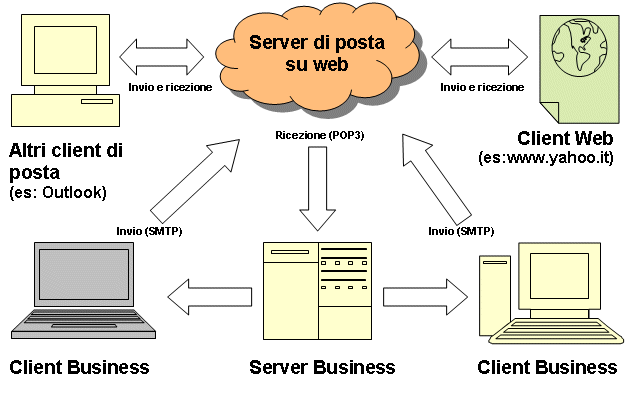 Server di posta
su web
Invio e ricezione
Invio e ricezione
Ricezione (POP3)
Altri client di
posta
(es: Outlook)
Client Web
(es:www.yahoo.it)
Invio (SMTP)
Invio (SMTP)
Client Business
Server Business
Client Business